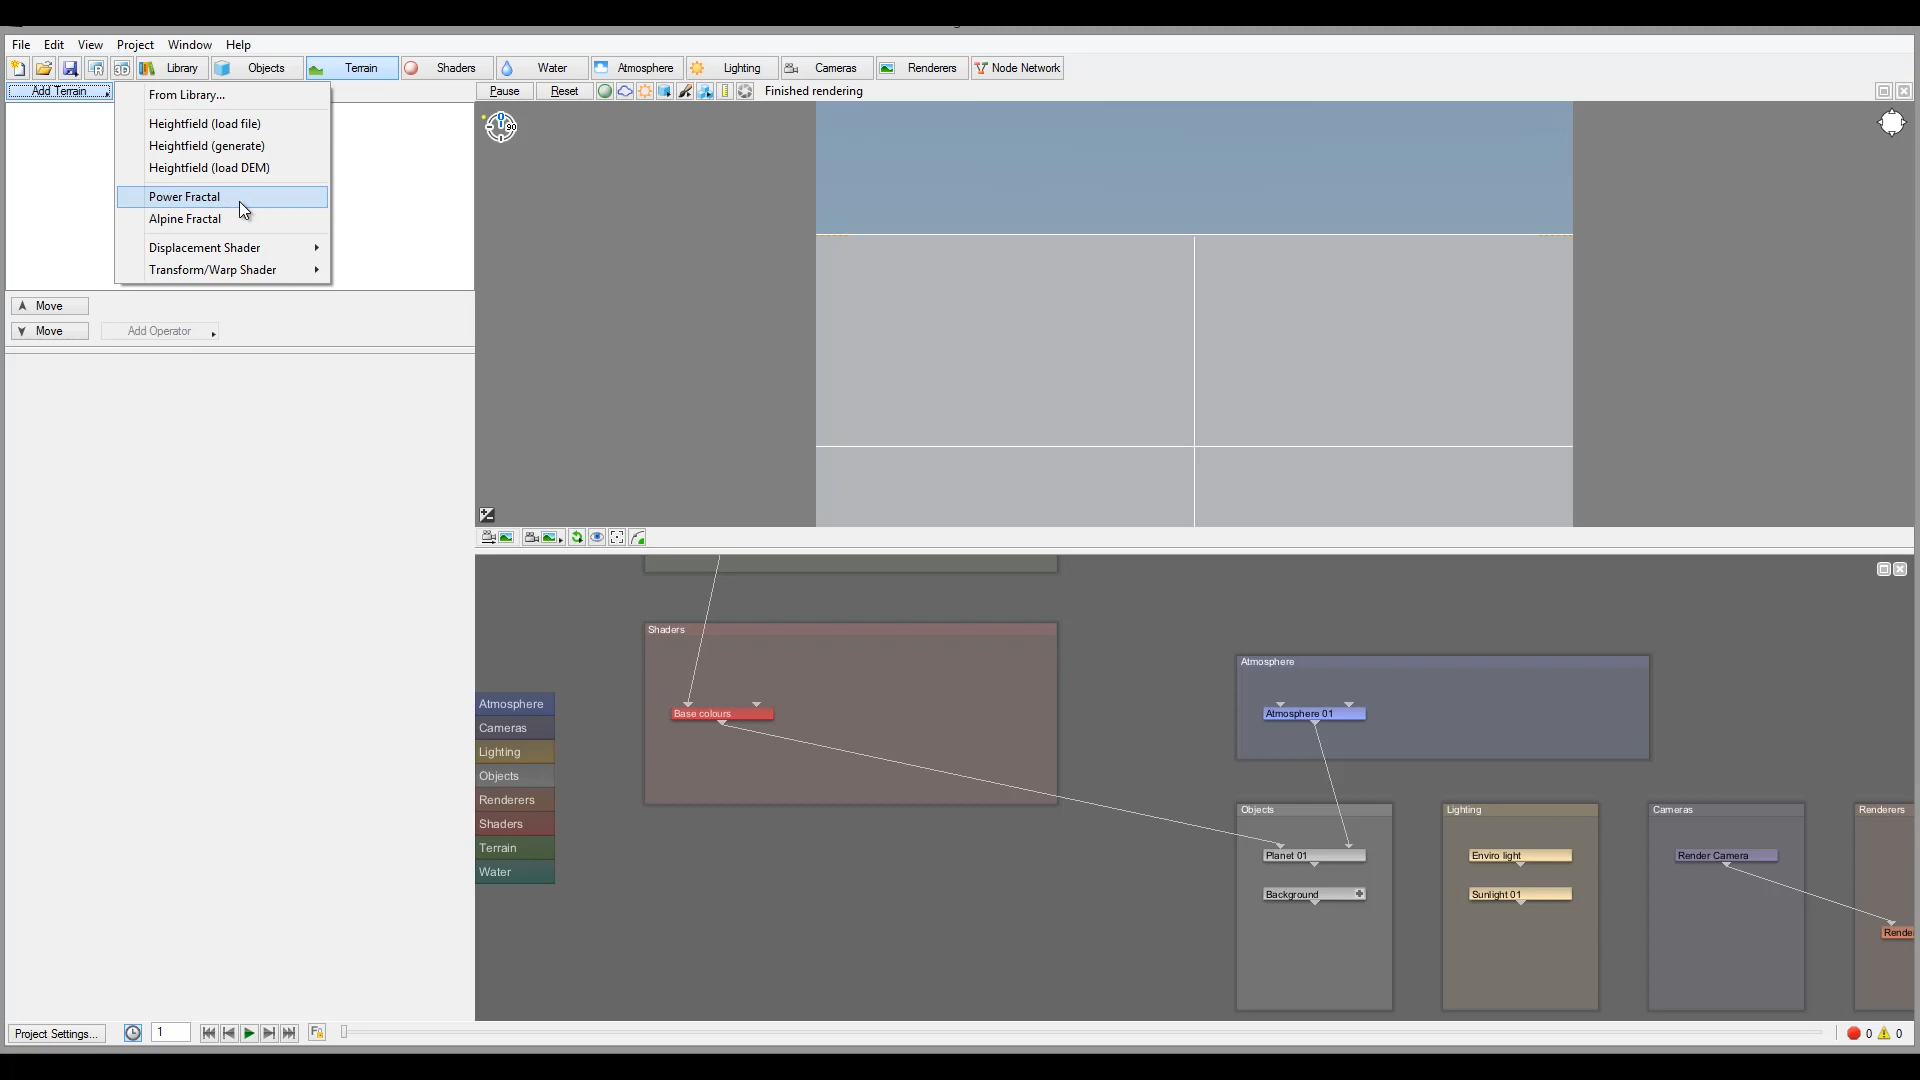 File Edit View Project Window Help
Library Objects Terrain Shaders Water Atmosphere Lighting Cameras Renderers Node Network
Add Terrain
Pause Reset Finished rendering
From Library...
Heightfield (load file)
Heightfield (generate)
Heightfield (load DEM)
Power Fractal
Alpine Fractal
Displacement Shader
Transform/Warp Shader
Move
Move Add Operator
90
Shaders
Base colours
Atmosphere
Atmosphere 01
Atmosphere
Cameras
Lighting
Objects
Renderers
Shaders
Terrain
Water
Objects
Planet 01
Background
Lighting
Enviro light
Sunlight 01
Cameras
Render Camera
Renderers
Rende
Project Settings... 1 0 0